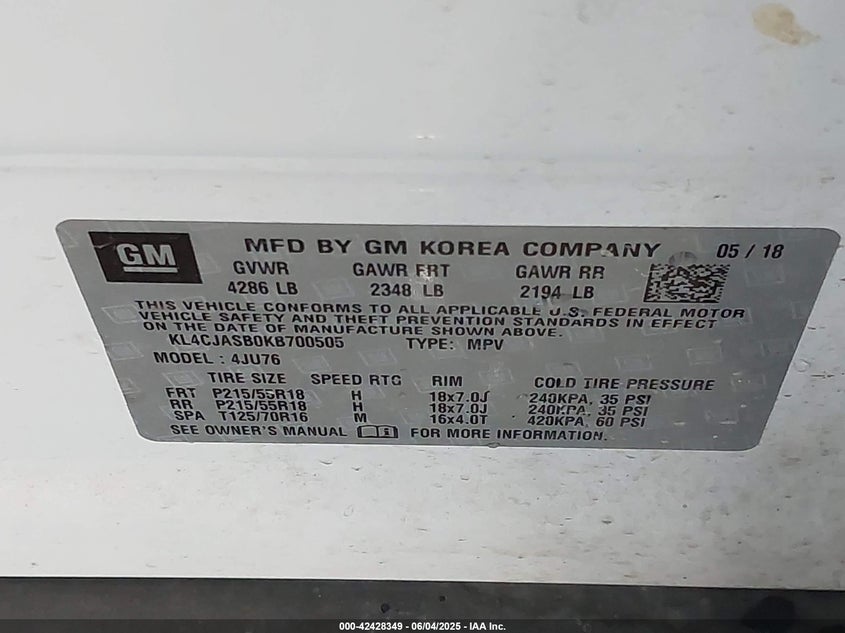 GM MFD BY GM KOREA COMPANY 05 / 18
GVWR GAWR FRT GAWR RR
4286 LB 2348 LB 2194 LB
THIS VEHICLE CONFORMS TO ALL APPLICABLE U.S. FEDERAL MOTOR
VEHICLE SAFETY AND THEFT PREVENTION STANDARDS IN EFFECT
ON THE DATE OF MANUFACTURE SHOWN ABOVE.
KL4CJASB0KB700505 TYPE: MPV
MODEL : 4JU76
TIRE SIZE SPEED RTG RIM COLD TIRE PRESSURE
FRT P215/55R18 H 18x7.0J 240KPA, 35 PSI
RR P215/55R18 H 18x7.0J 240KPA, 35 PSI
SPA T125/70R16 M 16x4.0T 420KPA, 60 PSI
SEE OWNER'S MANUAL FOR MORE INFORMATION.
000-42428349 - 06/04/2025 - IAA Inc.